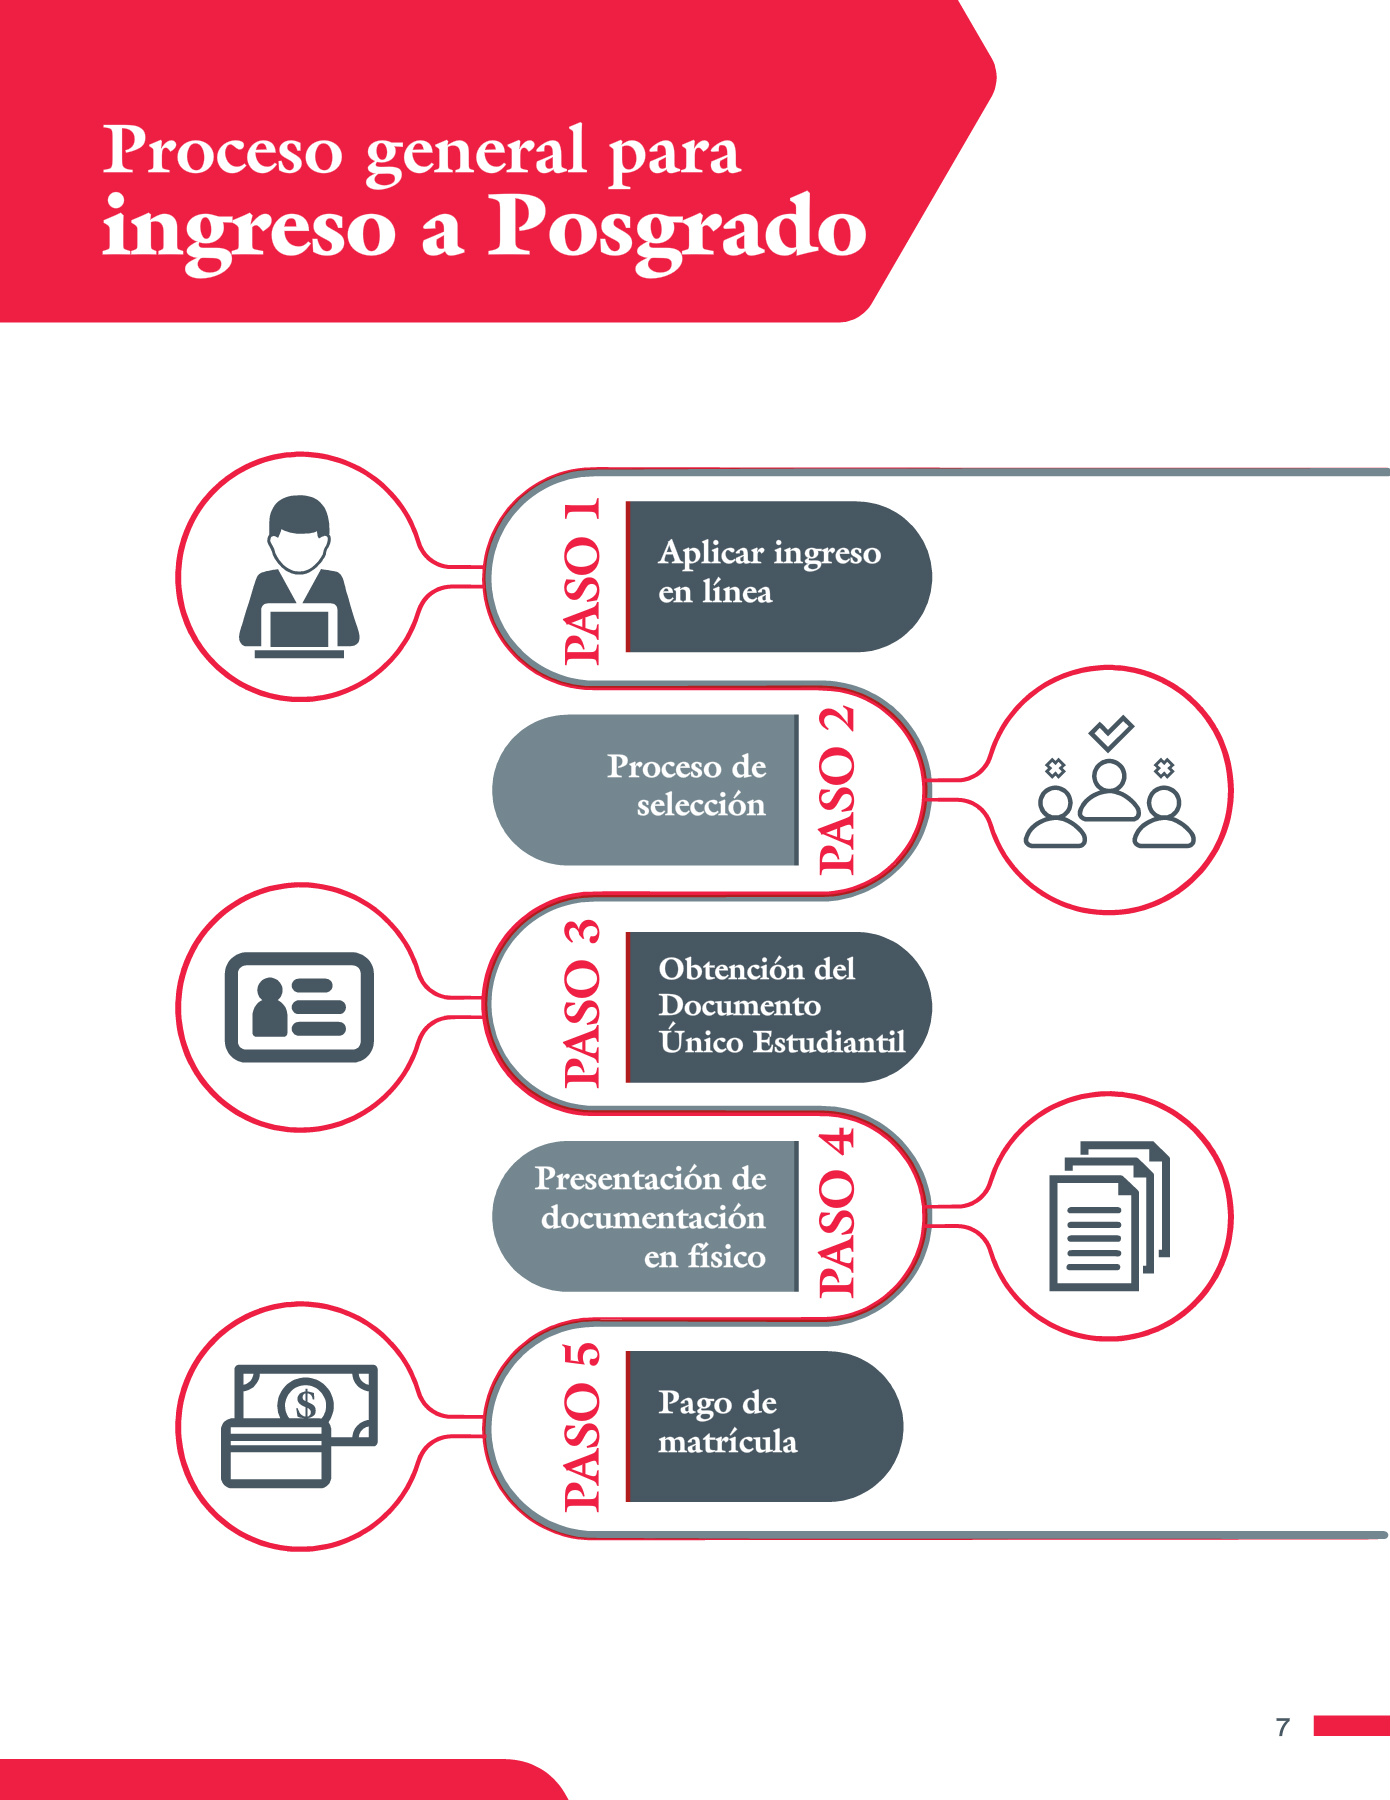 Proceso general para
ingreso a Posgrado
PASO 1
Aplicar ingreso
en línea
PASO 2
Proceso de
selección
PASO 3
Obtención del
Documento
Único Estudiantil
PASO 4
Presentación de
documentación
en físico
PASO 5
Pago de
matrícula
$
7